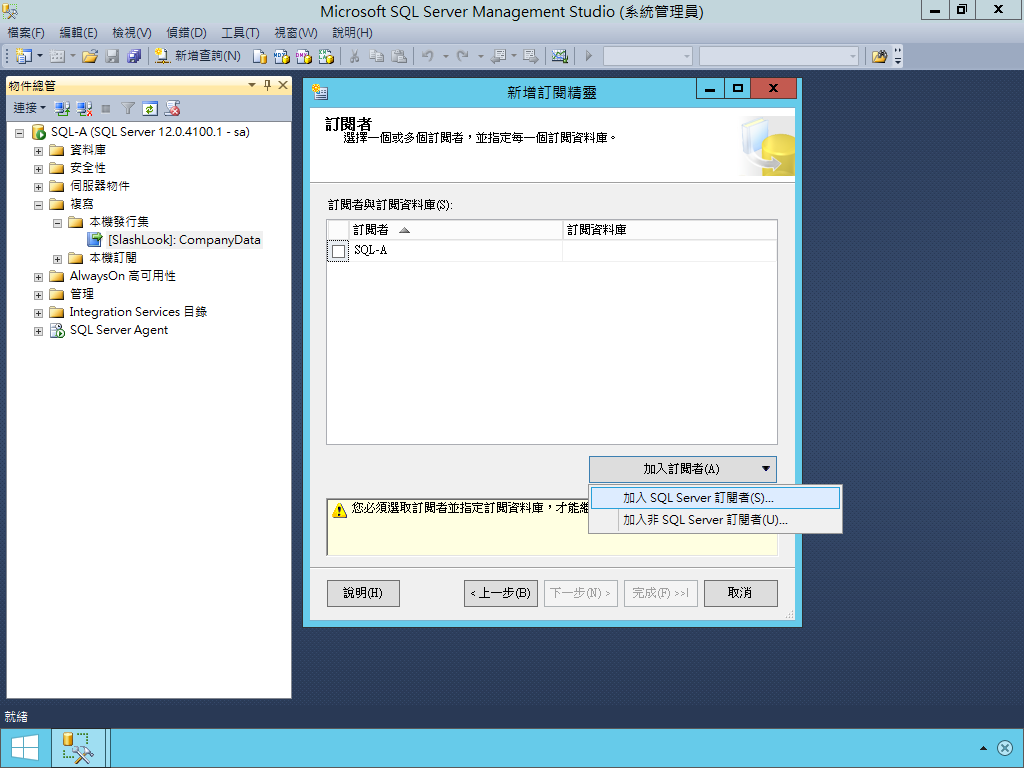 Microsoft SQL Server Management Studio (系統管理員)
檔案(F) 編輯(E) 檢視(V) 偵錯(D) 工具(T) 視窗(W) 說明(H)
新增查詢(N)
物件總管
連接
SQL-A (SQL Server 12.0.4100.1 - sa)
資料庫
安全性
伺服器物件
複寫
本機發行集
[SlashLook]: CompanyData
本機訂閱
AlwaysOn 高可用性
管理
Integration Services 目錄
SQL Server Agent
新增訂閱精靈
訂閱者
選擇一個或多個訂閱者，並指定每一個訂閱資料庫。
訂閱者與訂閱資料庫(S):
訂閱者 訂閱資料庫
SQL-A
加入訂閱者(A)
加入 SQL Server 訂閱者(S)...
加入非 SQL Server 訂閱者(U)...
您必須選取訂閱者並指定訂閱資料庫，才能
說明(H) < 上一步(B) 下一步(N) > 完成(F) >>| 取消
就緒